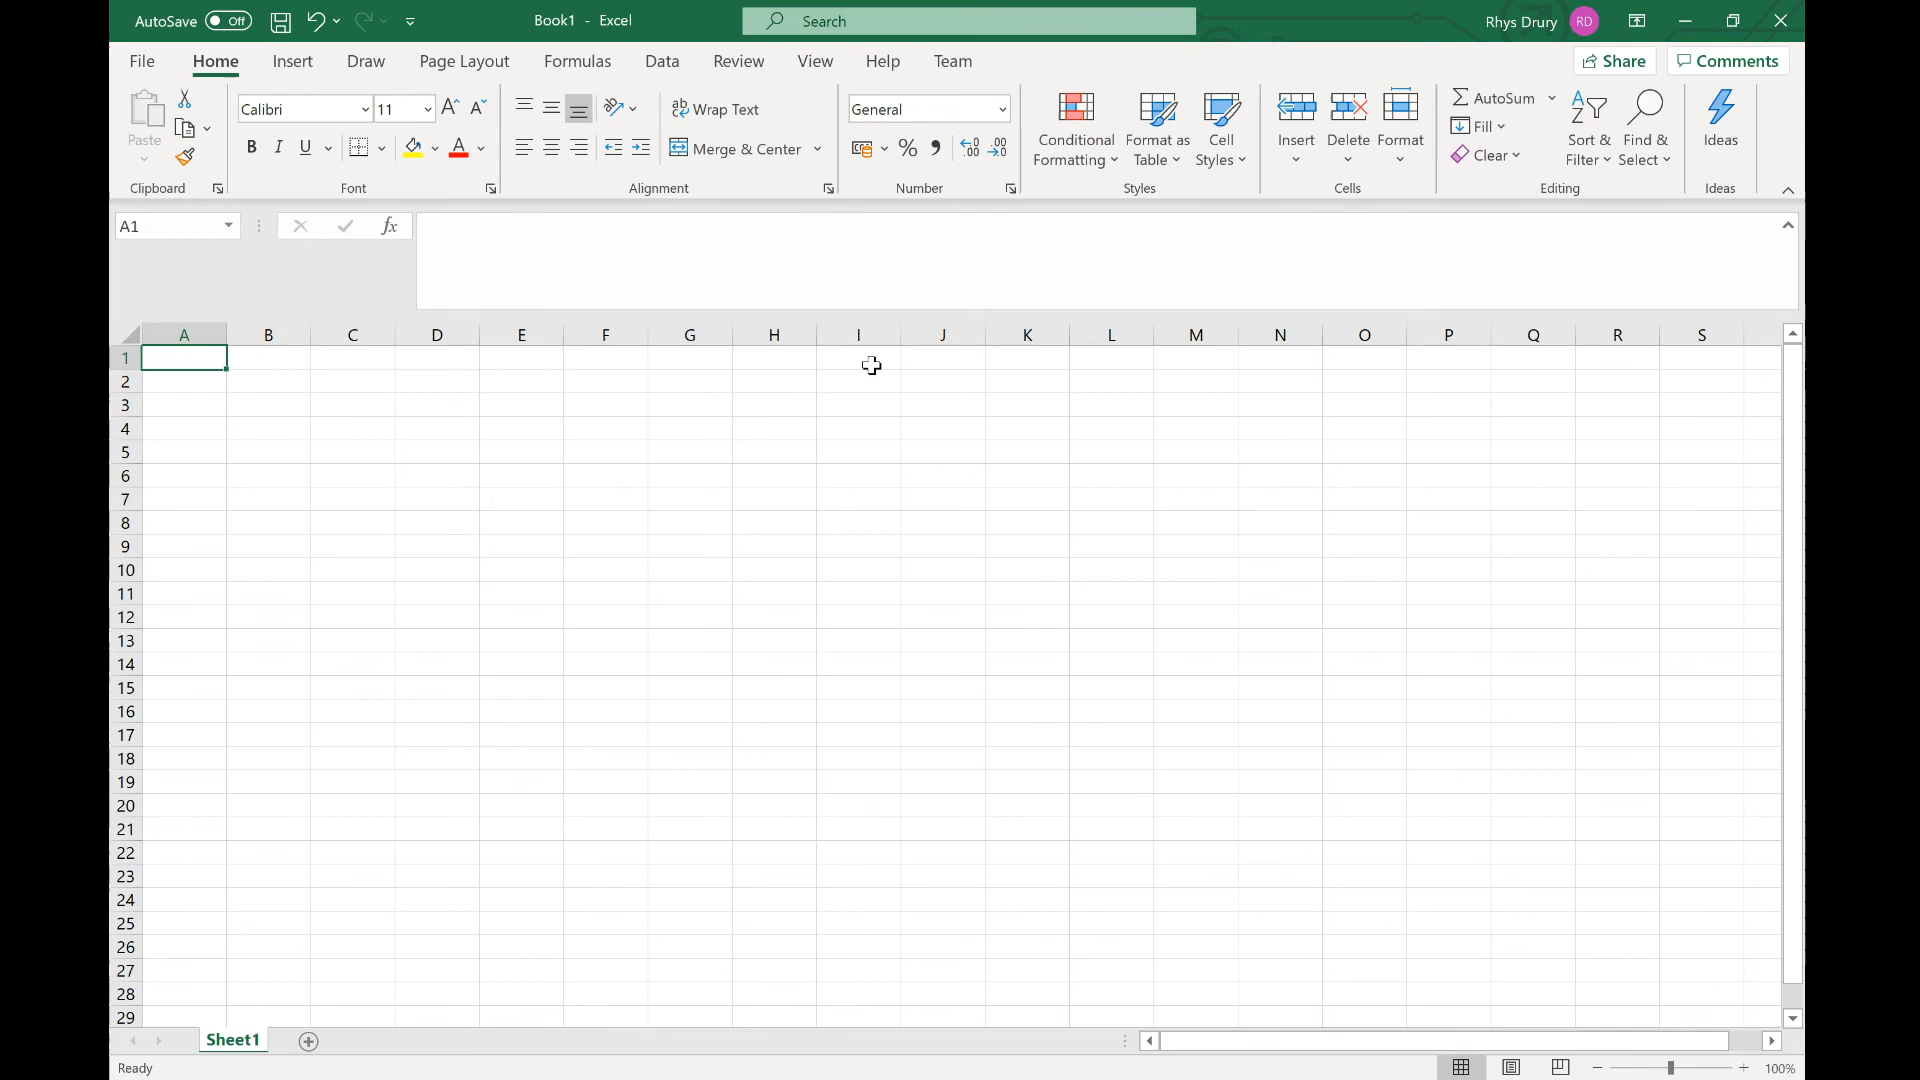 AutoSave Off Book1 - Excel Search Rhys Drury RD
File Home Insert Draw Page Layout Formulas Data Review View Help Team Share Comments
Paste
Clipboard
Calibri 11
B I U A
Font
ab Wrap Text
Merge & Center
Alignment
General
% 9 .00 .00
Number
Conditional Formatting
Format as Table
Cell Styles
Styles
Insert Delete Format
Cells
AutoSum
Fill
Clear
Sort & Filter
Find & Select
Editing
Ideas
Ideas
A1 fx
A B C D E F G H I J K L M N O P Q R S
1
2
3
4
5
6
7
8
9
10
11
12
13
14
15
16
17
18
19
20
21
22
23
24
25
26
27
28
29
Sheet1
Ready 100%